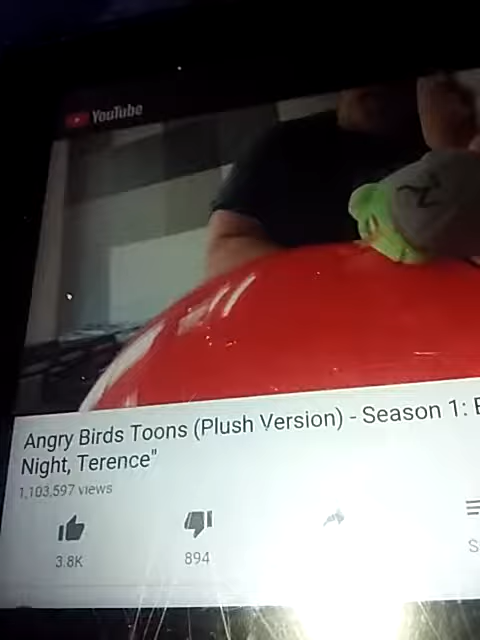 YouTube
Angry Birds Toons (Plush Version) - Season 1:
Night, Terence"
1,103,597 views
3.8K
894